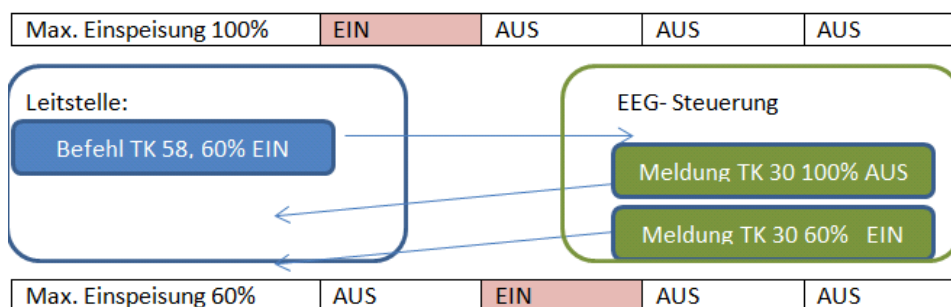 Max. Einspeisung 100% EIN AUS AUS AUS
Leitstelle:
EEG- Steuerung
Befehl TK 58, 60% EIN
Meldung TK 30 100% AUS
Meldung TK 30 60% EIN
Max. Einspeisung 60% AUS EIN AUS AUS